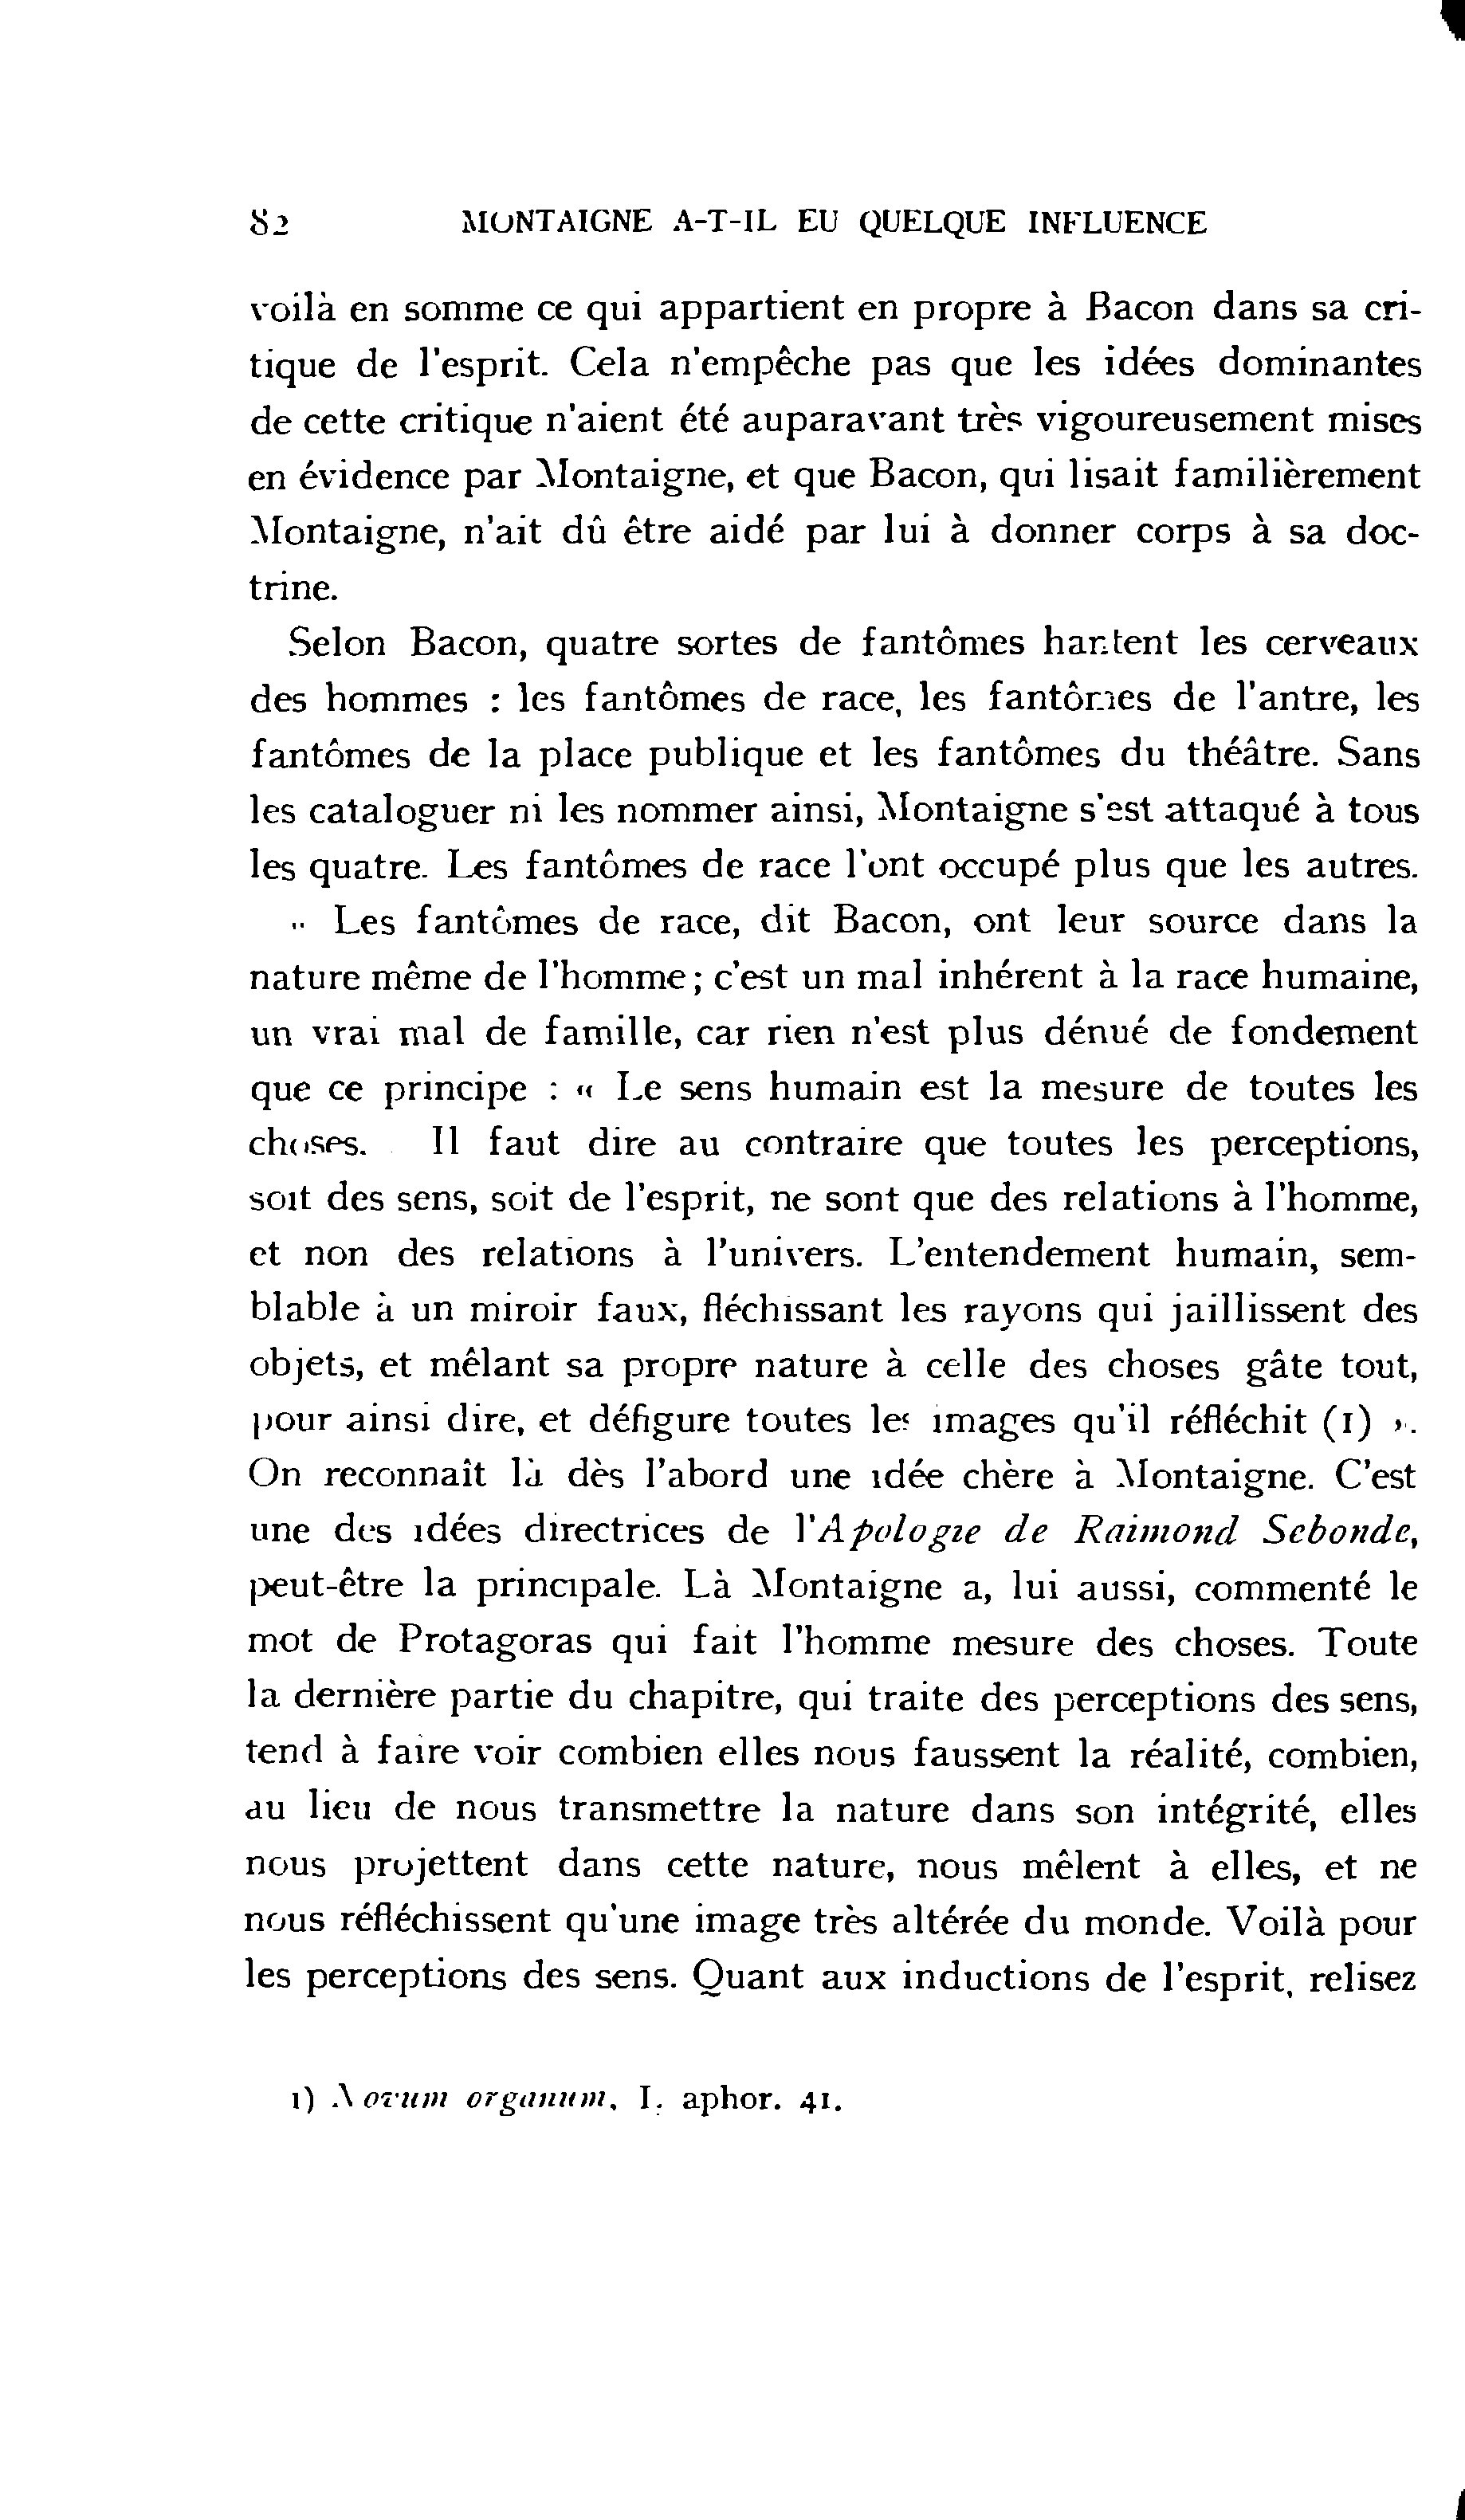 82 MONTAIGNE A-T-IL EU QUELQUE INFLUENCE
voilà en somme ce qui appartient en propre à Bacon dans sa cri-
tique de l'esprit. Cela n'empêche pas que les idées dominantes
de cette critique n'aient été auparavant très vigoureusement mises
en évidence par Montaigne, et que Bacon, qui lisait familièrement
Montaigne, n'ait dû être aidé par lui à donner corps à sa doc-
trine.
Selon Bacon, quatre sortes de fantômes hantent les cerveaux
des hommes : les fantômes de race, les fantômes de l'antre, les
fantômes de la place publique et les fantômes du théâtre. Sans
les cataloguer ni les nommer ainsi, Montaigne s'est attaqué à tous
les quatre. Les fantômes de race l'ont occupé plus que les autres.
« Les fantômes de race, dit Bacon, ont leur source dans la
nature même de l'homme; c'est un mal inhérent à la race humaine,
un vrai mal de famille, car rien n'est plus dénué de fondement
que ce principe : « Le sens humain est la mesure de toutes les
choses. Il faut dire au contraire que toutes les perceptions,
soit des sens, soit de l'esprit, ne sont que des relations à l'homme,
et non des relations à l'univers. L'entendement humain, sem-
blable à un miroir faux, fléchissant les rayons qui jaillissent des
objets, et mêlant sa propre nature à celle des choses gâte tout,
pour ainsi dire, et défigure toutes les images qu'il réfléchit (1) ».
On reconnaît là dès l'abord une idée chère à Montaigne. C'est
une des idées directrices de l'Apologie de Raimond Sebonde,
peut-être la principale. Là Montaigne a, lui aussi, commenté le
mot de Protagoras qui fait l'homme mesure des choses. Toute
la dernière partie du chapitre, qui traite des perceptions des sens,
tend à faire voir combien elles nous faussent la réalité, combien,
au lieu de nous transmettre la nature dans son intégrité, elles
nous projettent dans cette nature, nous mêlent à elles, et ne
nous réfléchissent qu'une image très altérée du monde. Voilà pour
les perceptions des sens. Quant aux inductions de l'esprit, relisez
1) Novum organum, I. aphor. 41.